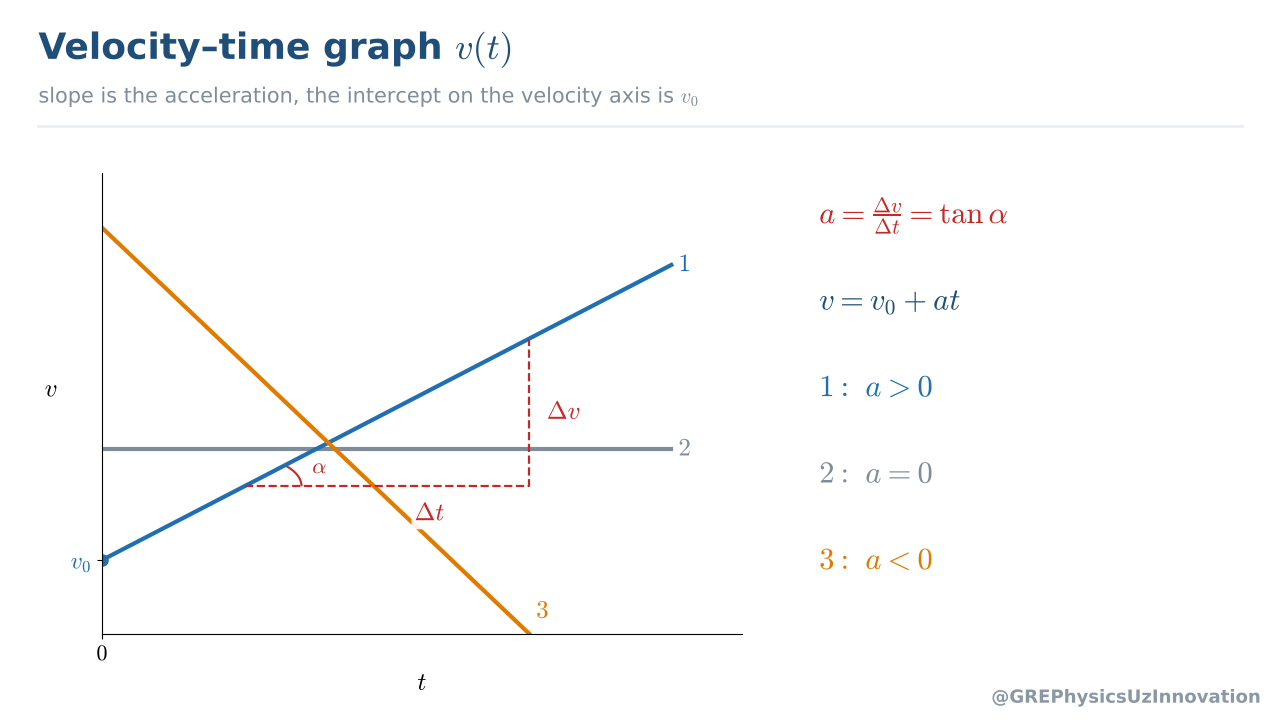 Velocity–time graph v(t)
slope is the acceleration, the intercept on the velocity axis is v₀
a = Δv/Δt = tan α
v = v₀ + at
1 : a > 0
2 : a = 0
3 : a < 0
1
v
Δv
2
α
Δt
v₀
3
0
t
@GREPhysicsUzInnovation